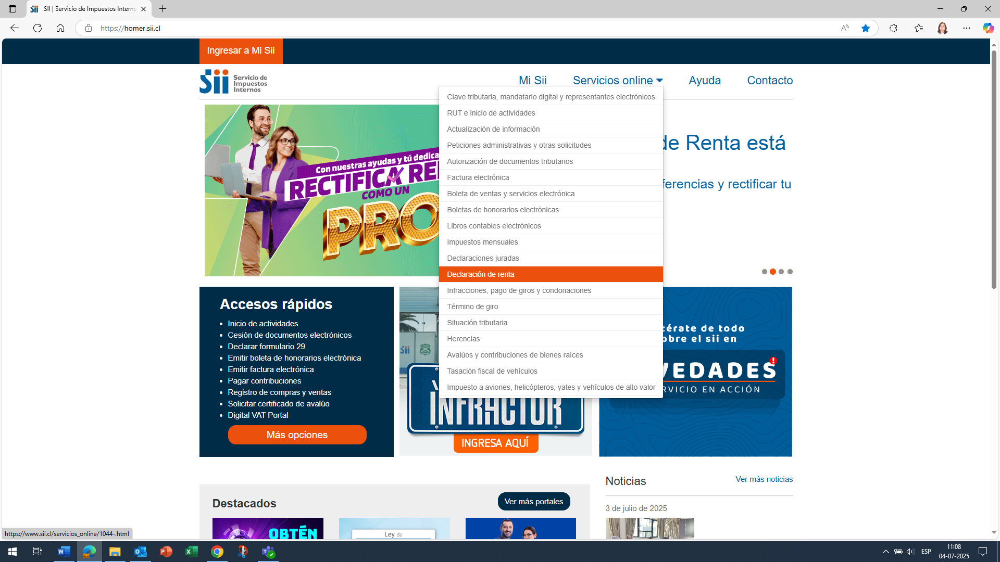 SII | Servicio de Impuestos Interno
https://homer.sii.cl
Ingresar a Mi Sii
Sii Servicio de
Impuestos
Internos
Mi Sii
Servicios online
Ayuda
Contacto
Clave tributaria, mandatario digital y representantes electrónicos
RUT e inicio de actividades
Actualización de información
Peticiones administrativas y otras solicitudes
Autorización de documentos tributarios
Factura electrónica
Boleta de ventas y servicios electrónica
Boletas de honorarios electrónicas
Libros contables electrónicos
Impuestos mensuales
Declaraciones juradas
Declaración de renta
Infracciones, pago de giros y condonaciones
Término de giro
Situación tributaria
Herencias
Avalúos y contribuciones de bienes raíces
Tasación fiscal de vehículos
Impuesto a aviones, helicópteros, yates y vehículos de alto valor
Con nuestras ayudas y tú dedica
RECTIFICA RE
COMO UN
PRO
de Renta está
ferencias y rectificar tu
Accesos rápidos
Inicio de actividades
Cesión de documentos electrónicos
Declarar formulario 29
Emitir boleta de honorarios electrónica
Emitir factura electrónica
Pagar contribuciones
Registro de compras y ventas
Solicitar certificado de avalúo
Digital VAT Portal
Más opciones
Sii
INFRACTOR
INGRESA AQUÍ
térate de todo
obre el sii en
VEDADES
RVICIO EN ACCIÓN
Destacados
Ver más portales
OBTÉN
Ley de
Noticias
Ver más noticias
3 de julio de 2025
https://www.sii.cl/servicios_online/1044-.html
ESP
11:08
04-07-2025